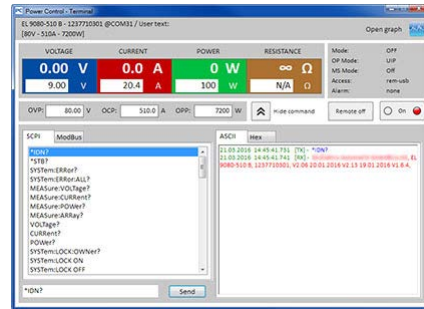 Power Control - Terminal
EL 9080-510 B - 1237710301 @COM31 / User text:
[80V - 510A - 7200W]
Open graph
VOLTAGE CURRENT POWER RESISTANCE
0.00 V 0.0 A 0 W ∞ Ω
9.00 V 20.4 A 100 W N/A Ω
Mode: OFF
OP Mode: UIP
MS Mode: Off
Access: rem-usb
Alarm: none
OVP: 80.00 V OCP: 510.0 A OPP: 7200 W Hide command Remote off On
SCPI ModBus
*IDN?
*STB?
SYSTem:ERRor?
SYSTem:ERRor:ALL?
MEASure:VOLTage?
MEASure:CURRent?
MEASure:POWer?
MEASure:ARRay?
VOLTage?
CURRent?
POWer?
SYSTem:LOCK:OWNer?
SYSTem:LOCK ON
SYSTem:LOCK OFF
*IDN? Send
ASCII Hex
21.03.2016 14:45:41.731 [TX] - *IDN?
21.03.2016 14:45:41.741 [RX] - EL
9080-510 B, 1237710301, V2.06 20.01.2016 V2.13 19.01.2016 V1.6.4,